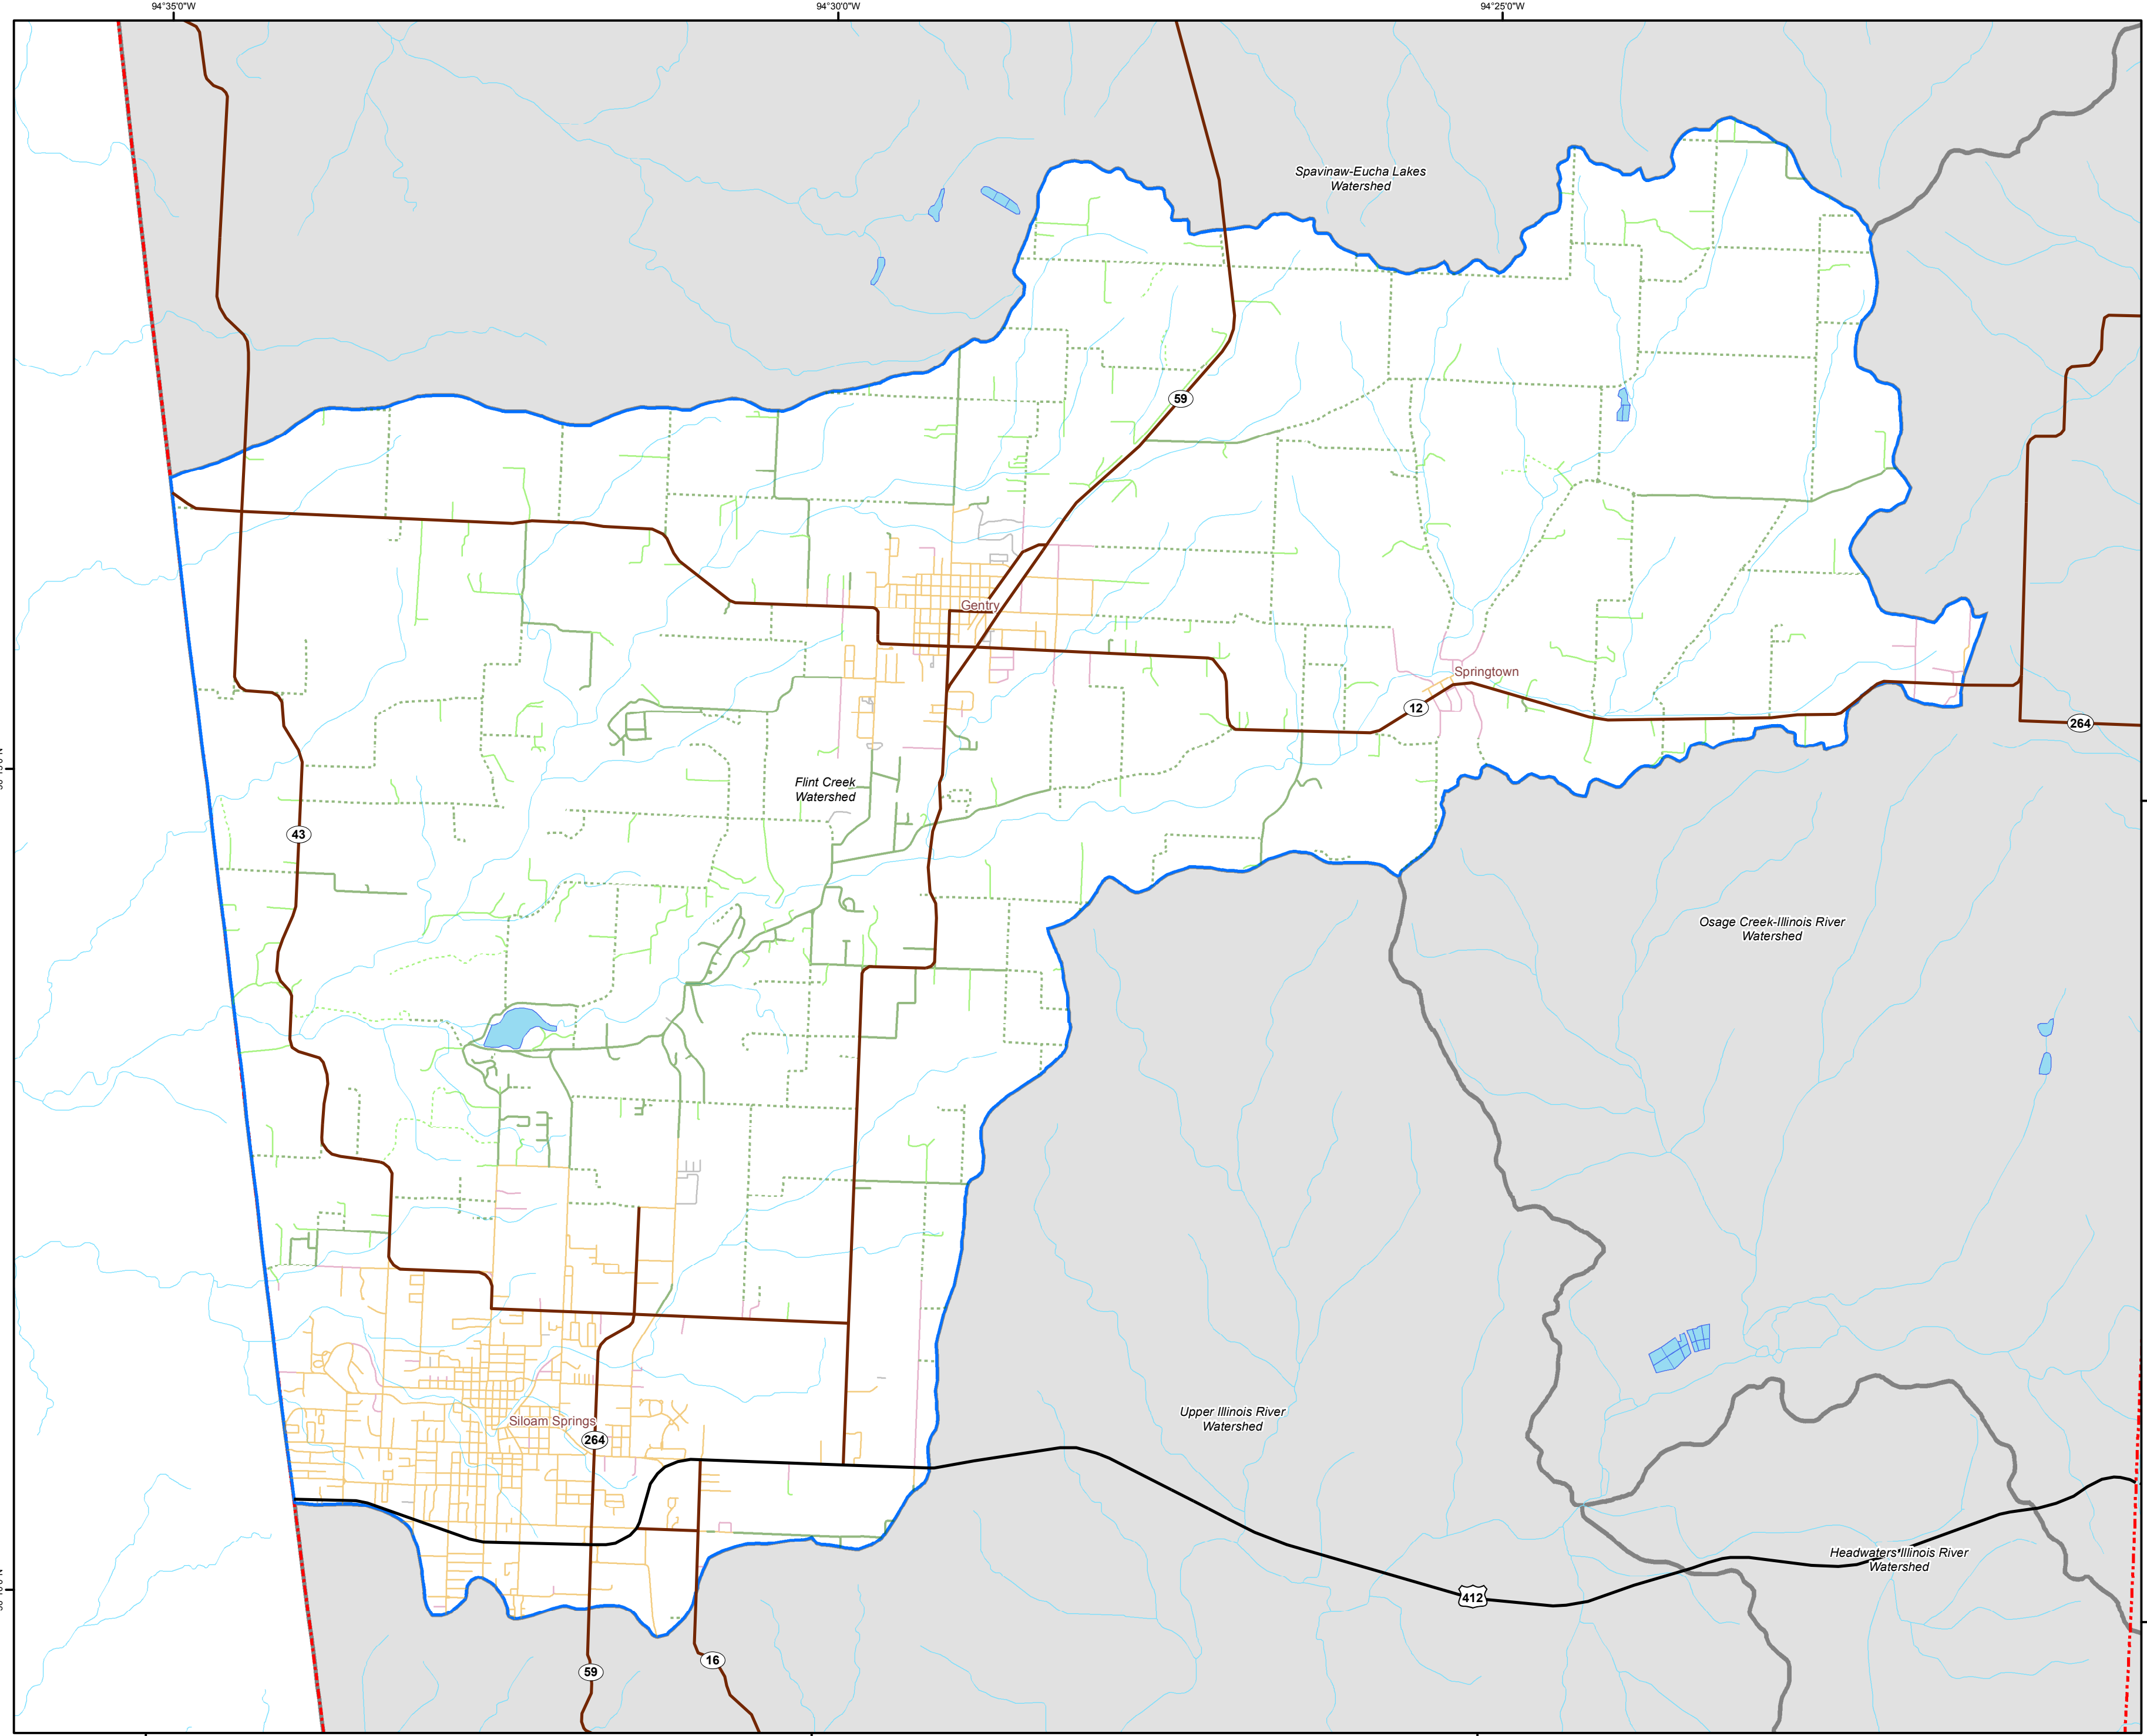 94°35'0"W
94°30'0"W
94°25'0"W
Spavinaw-Eucha Lakes
Watershed
59
Gentry
Springtown
12
264
Flint Creek
Watershed
43
Osage Creek-Illinois River
Watershed
Upper Illinois River
Watershed
Siloam Springs
264
Headwaters Illinois River
Watershed
412
59
16